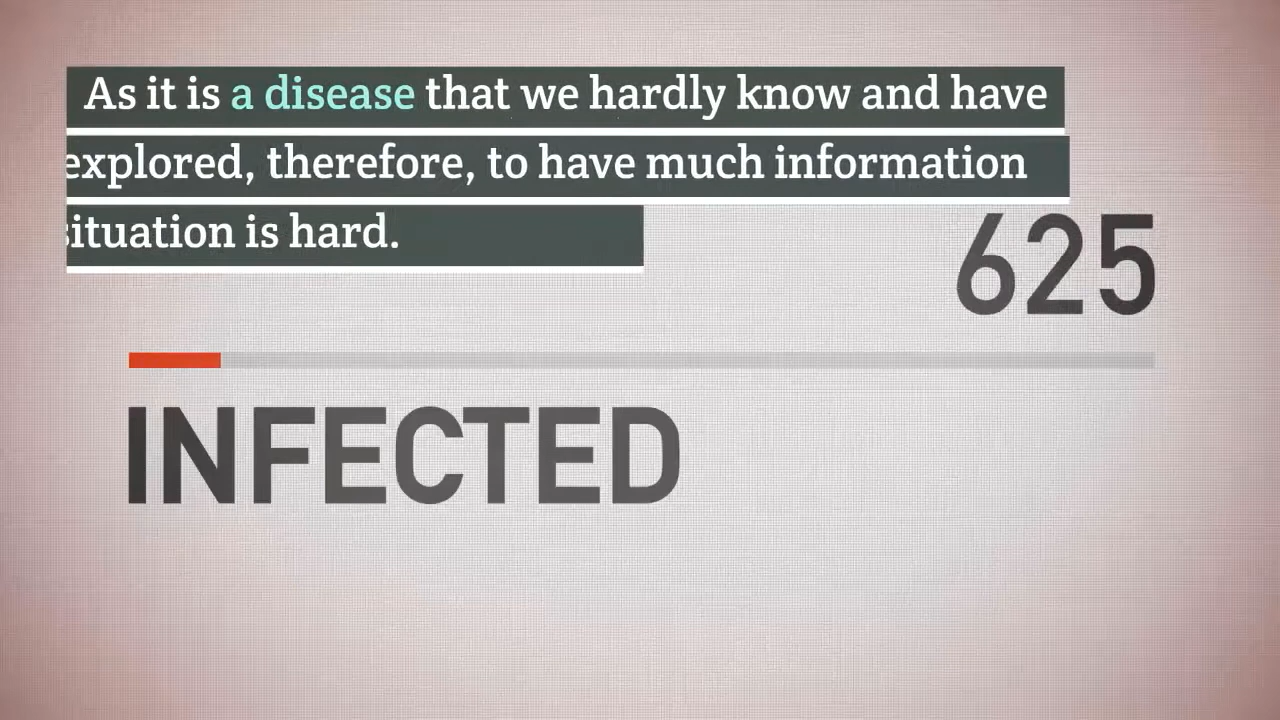 As it is a disease that we hardly know and have
explored, therefore, to have much information
situation is hard.
625
INFECTED